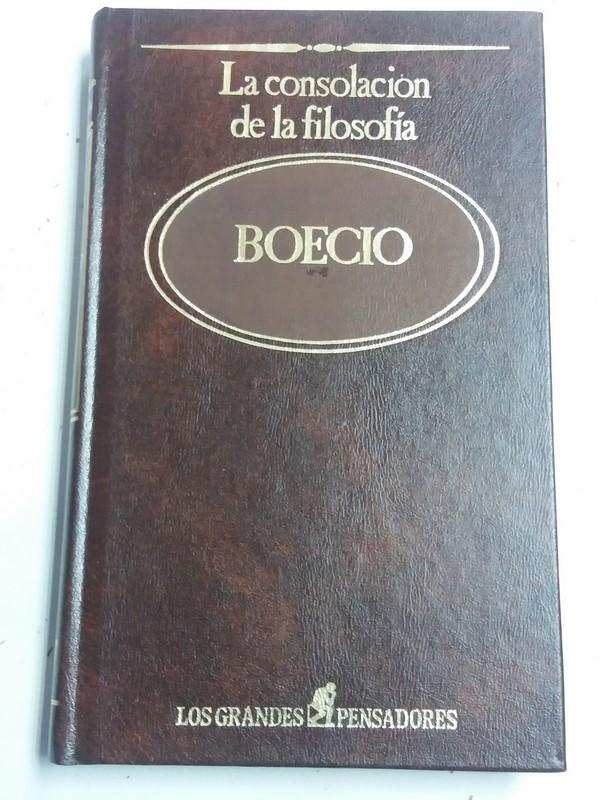 La consolación
de la filosofía
BOECIO
LOS GRANDES PENSADORES